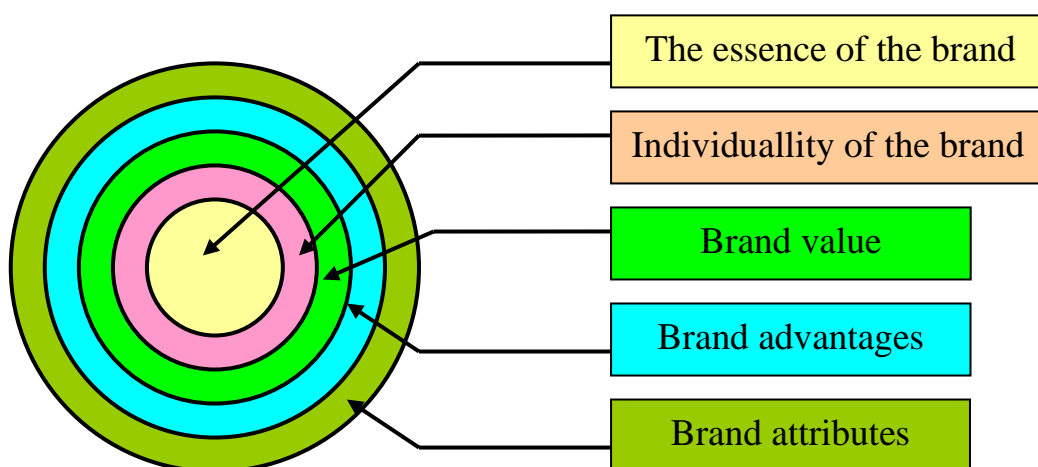 The essence of the brand
Individuallity of the brand
Brand value
Brand advantages
Brand attributes